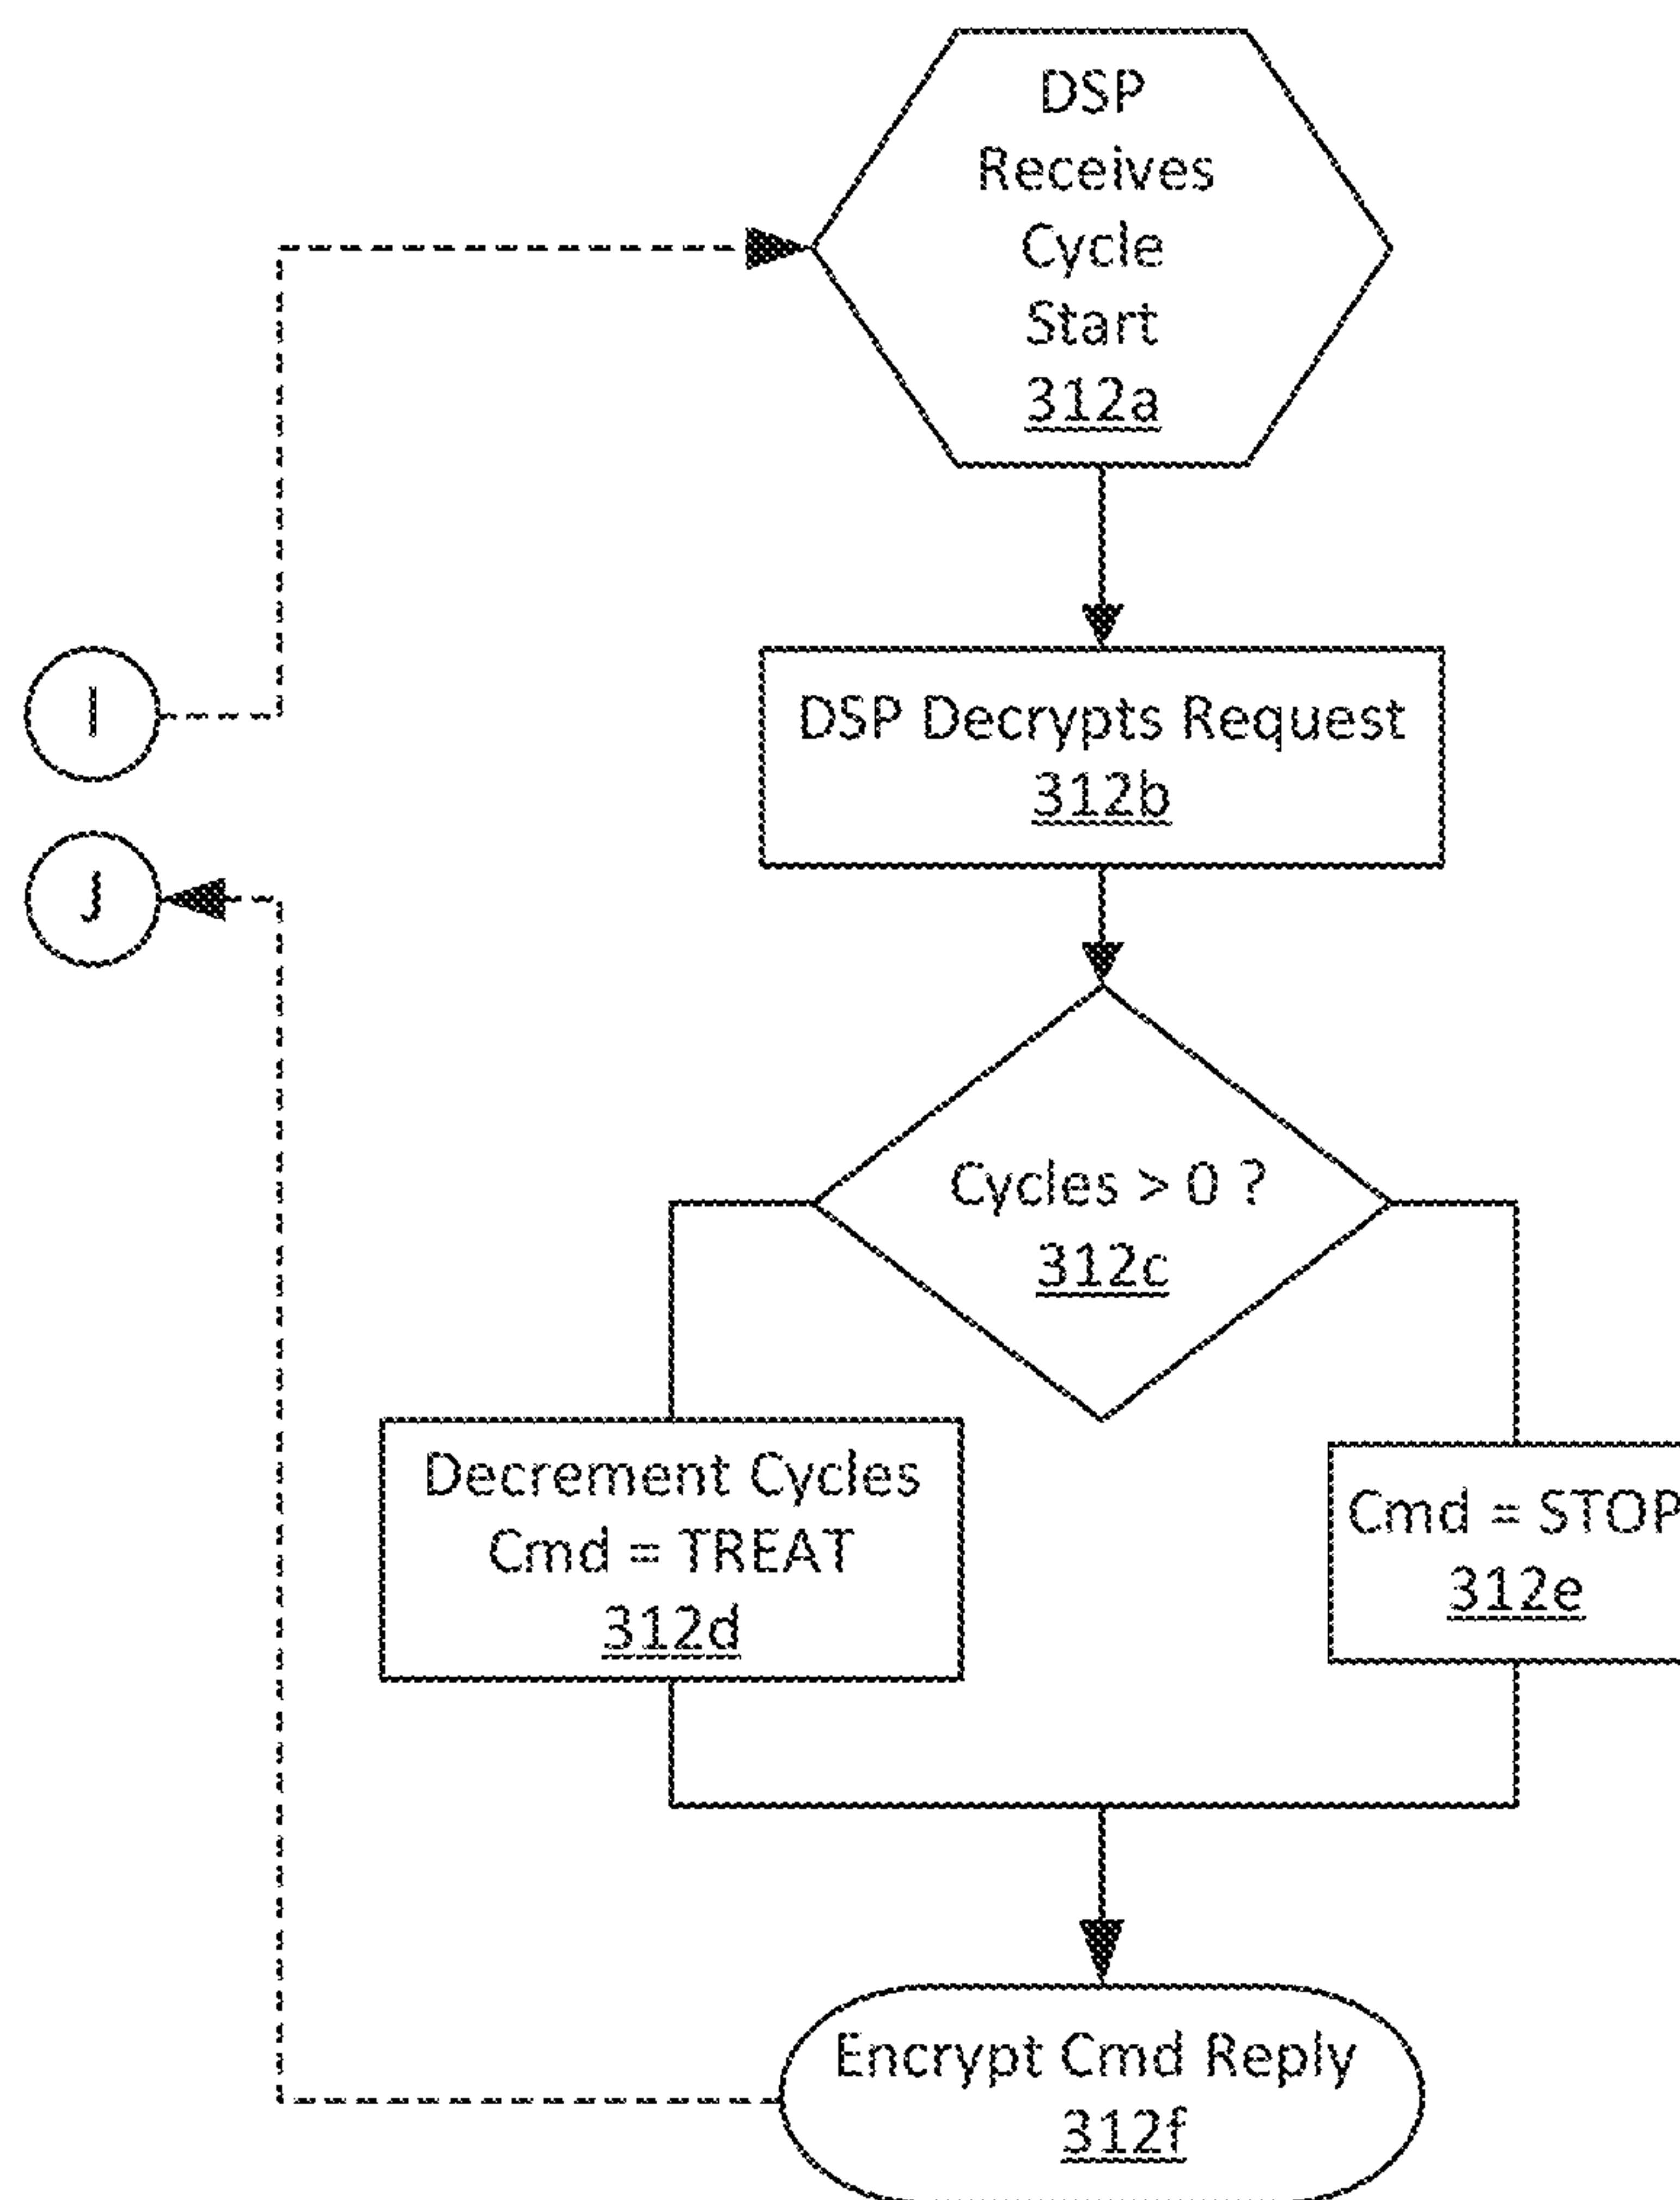 DSP
Receives
Cycle
Start
312a
I
DSP Decrypts Request
312b
J
Cycles > 0 ?
312c
Decrement Cycles
Cmd = TREAT
312d
Cmd = STOP
312e
Encrypt Cmd Reply
312f